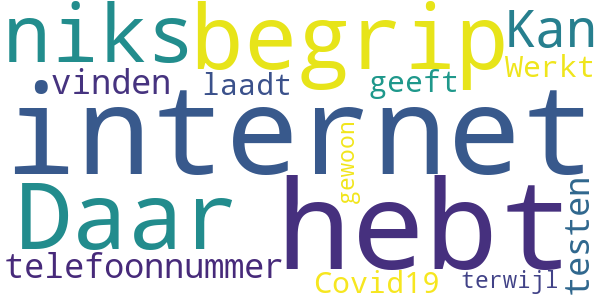 niks
begrip
Kan
Werkt
vinden
laadt
geeft
internet
gewoon
Daar
hebt
testen
telefoonnummer
Covid19
terwijl